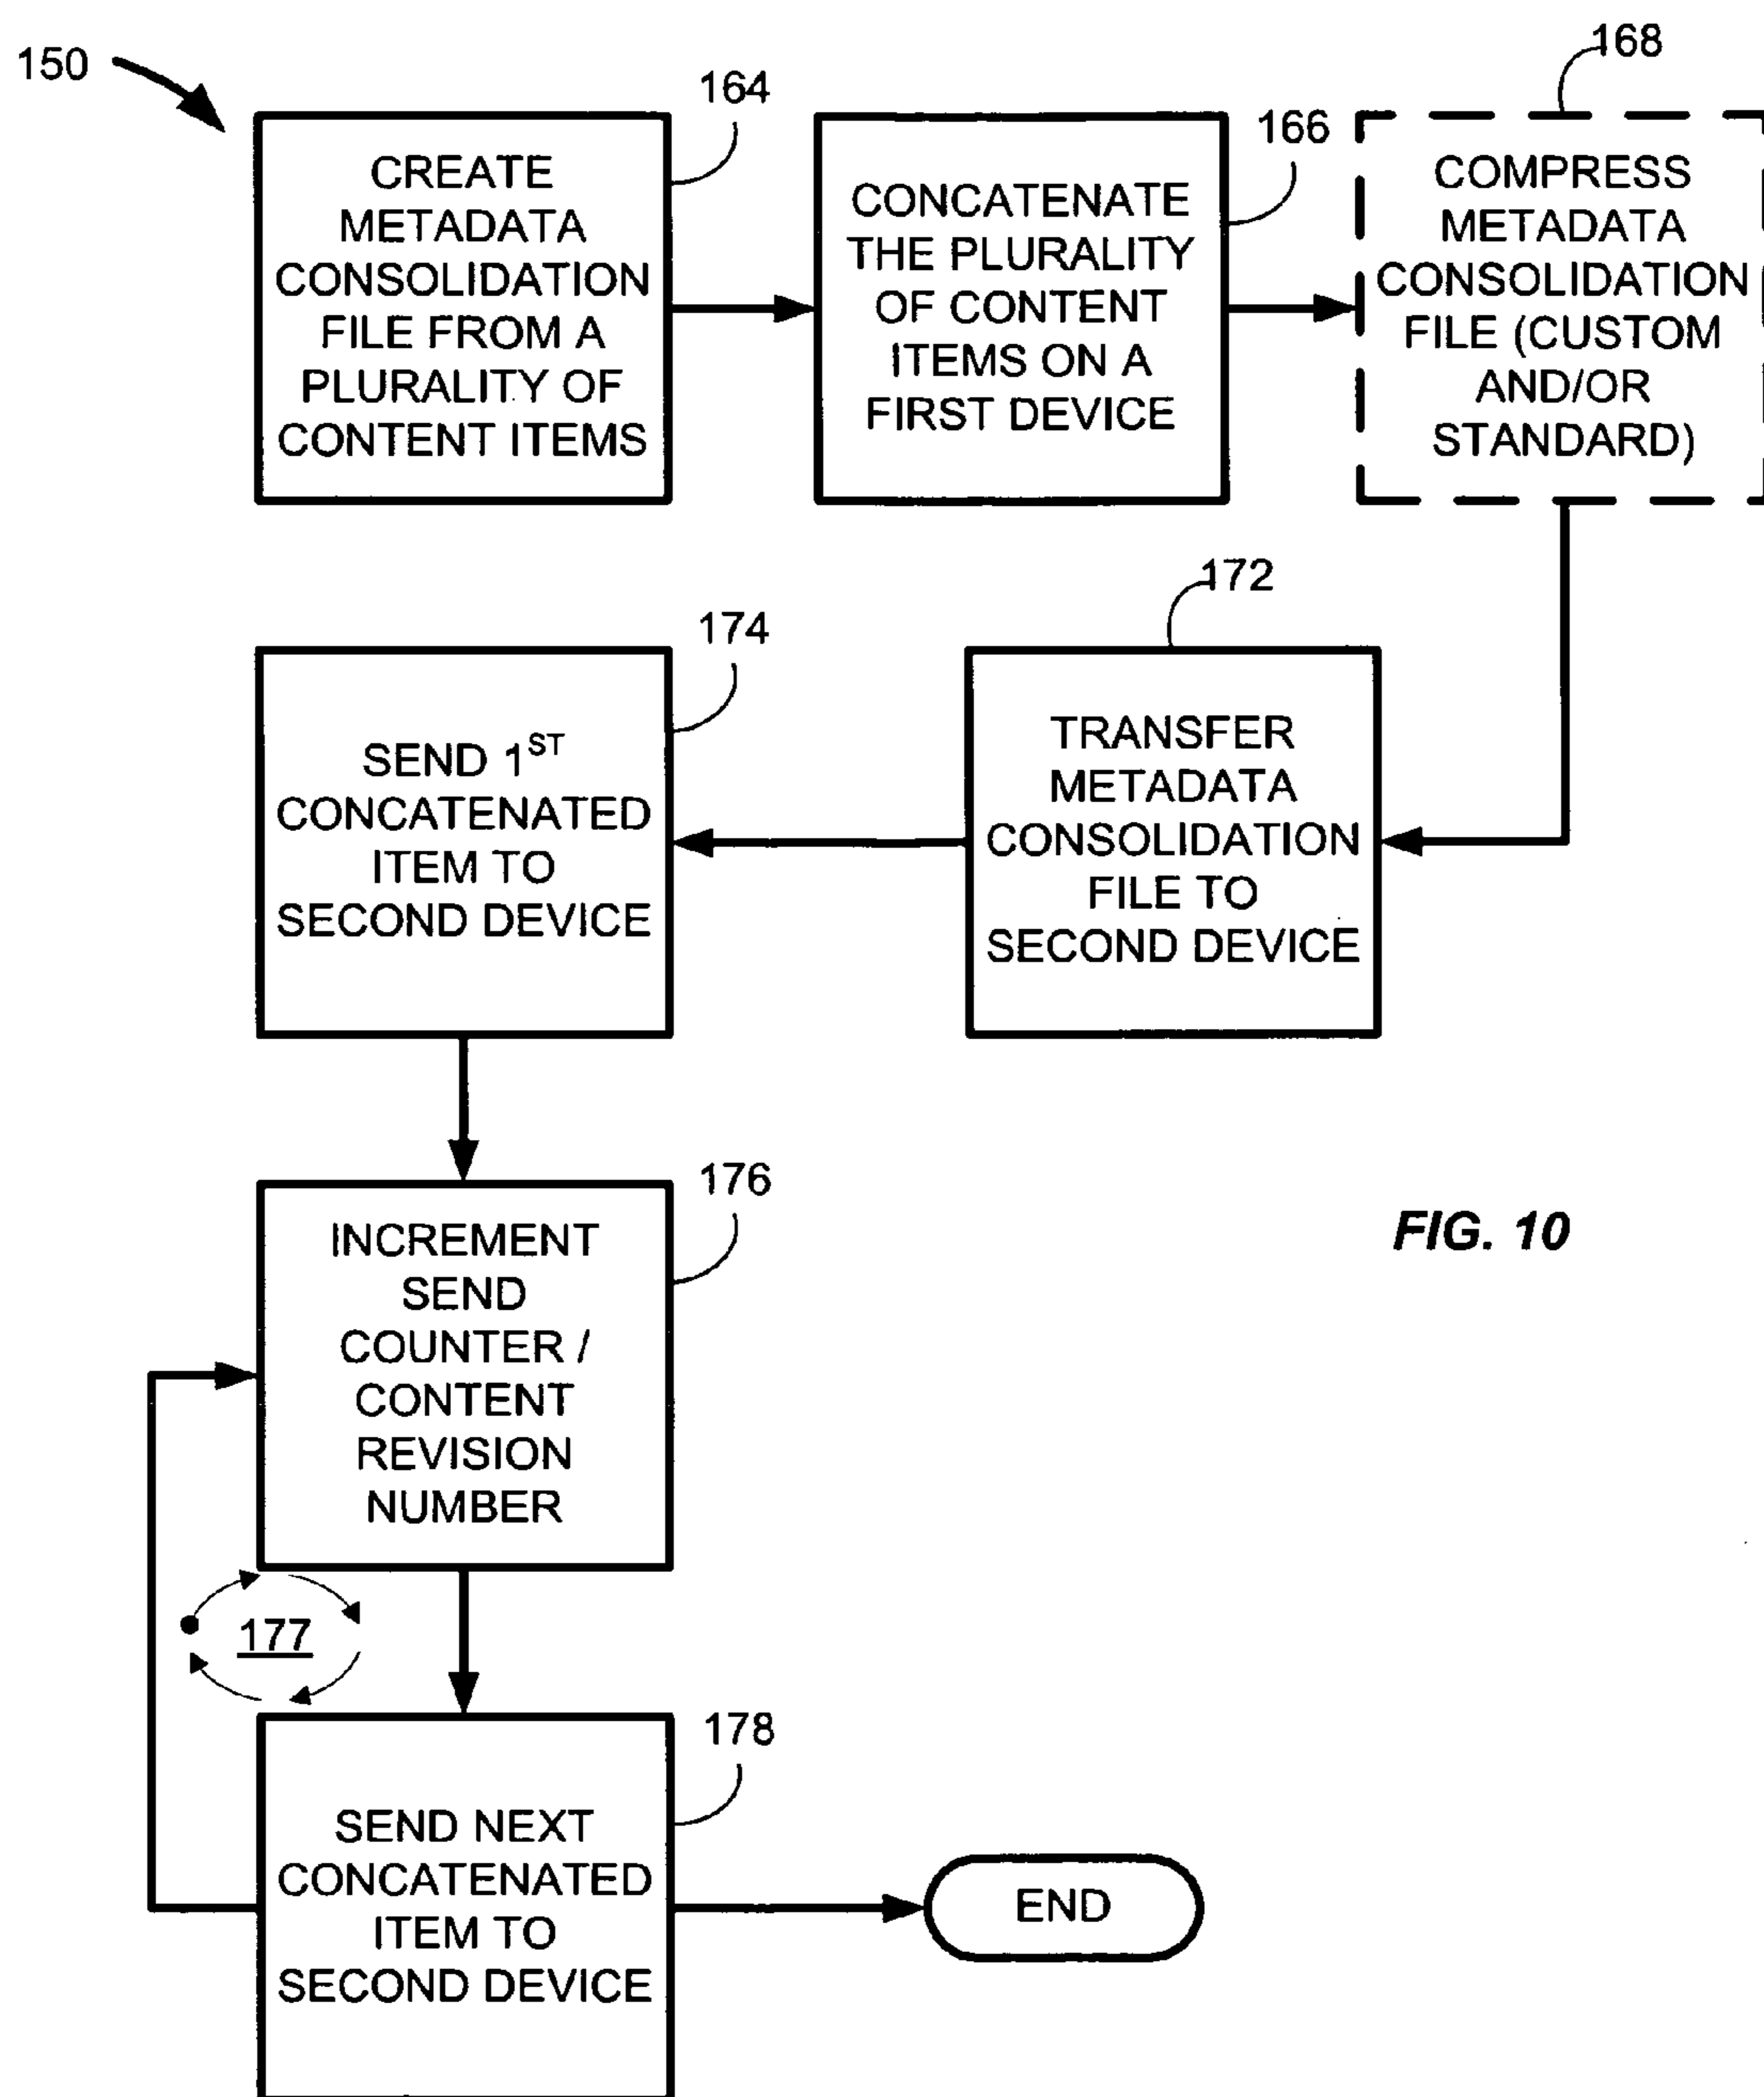 150
164
CREATE
METADATA
CONSOLIDATION
FILE FROM A
PLURALITY OF
CONTENT ITEMS
166
CONCATENATE
THE PLURALITY
OF CONTENT
ITEMS ON A
FIRST DEVICE
168
COMPRESS
METADATA
CONSOLIDATION
FILE (CUSTOM
AND/OR
STANDARD)
172
TRANSFER
METADATA
CONSOLIDATION
FILE TO
SECOND DEVICE
174
SEND 1ST
CONCATENATED
ITEM TO
SECOND DEVICE
176
INCREMENT
SEND
COUNTER /
CONTENT
REVISION
NUMBER
FIG. 10
177
178
SEND NEXT
CONCATENATED
ITEM TO
SECOND DEVICE
END